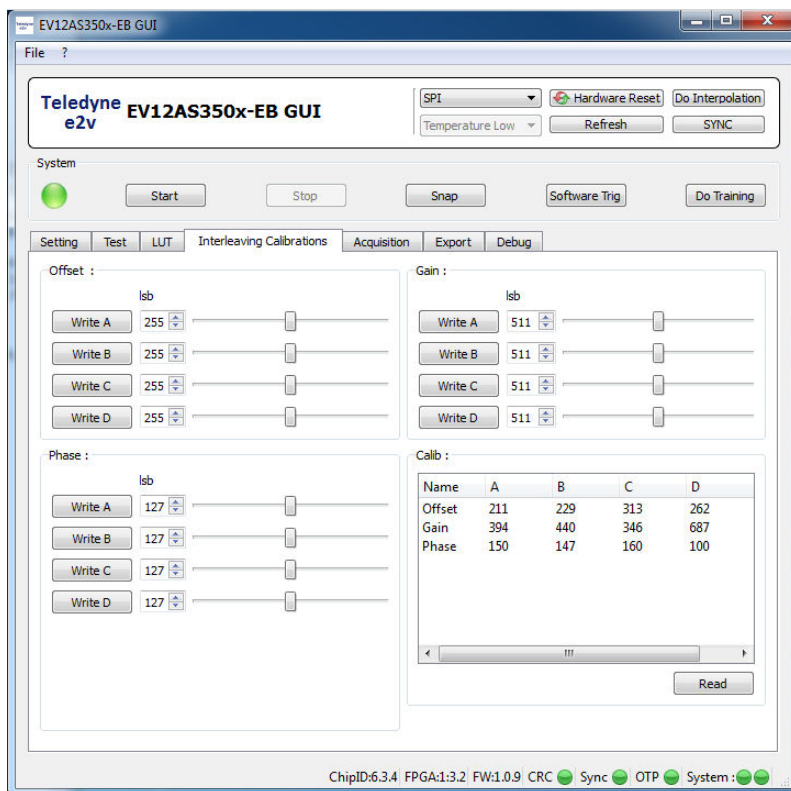 EV12AS350x-EB GUI
File ?
Teledyne e2v EV12AS350x-EB GUI
SPI Hardware Reset Do Interpolation
Temperature Low Refresh SYNC
System
Start Stop Snap Software Trig Do Training
Setting Test LUT Interleaving Calibrations Acquisition Export Debug
Offset :
lsb
Write A 255
Write B 255
Write C 255
Write D 255
Gain :
lsb
Write A 511
Write B 511
Write C 511
Write D 511
Phase :
lsb
Write A 127
Write B 127
Write C 127
Write D 127
Calib :
Name A B C D
Offset 211 229 313 262
Gain 394 440 346 687
Phase 150 147 160 100
Read
ChipID:6.3.4 FPGA:1:3.2 FW:1.0.9 CRC Sync OTP System :